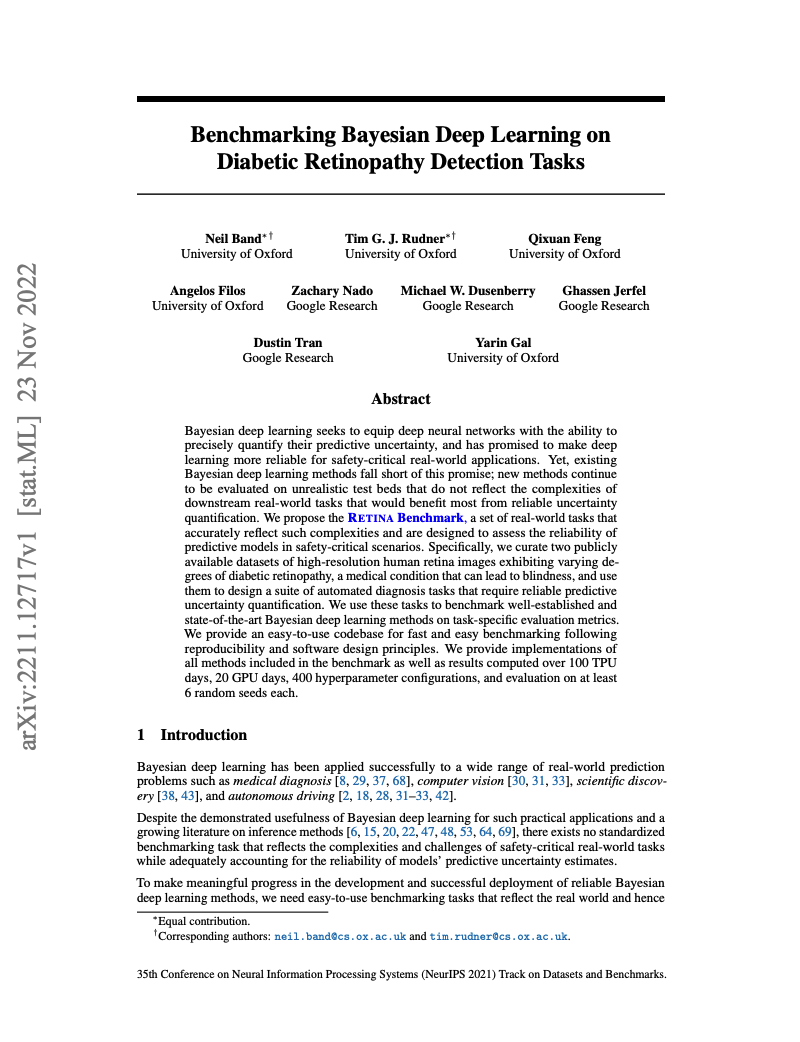 Benchmarking Bayesian Deep Learning on
Diabetic Retinopathy Detection Tasks
Neil Band*† Tim G. J. Rudner*† Qixuan Feng
University of Oxford University of Oxford University of Oxford
Angelos Filos Zachary Nado Michael W. Dusenberry Ghassen Jerfel
University of Oxford Google Research Google Research Google Research
Dustin Tran Yarin Gal
Google Research University of Oxford
Abstract
Bayesian deep learning seeks to equip deep neural networks with the ability to
precisely quantify their predictive uncertainty, and has promised to make deep
learning more reliable for safety-critical real-world applications. Yet, existing
Bayesian deep learning methods fall short of this promise; new methods continue
to be evaluated on unrealistic test beds that do not reflect the complexities of
downstream real-world tasks that would benefit most from reliable uncertainty
quantification. We propose the RETINA Benchmark, a set of real-world tasks that
accurately reflect such complexities and are designed to assess the reliability of
predictive models in safety-critical scenarios. Specifically, we curate two publicly
available datasets of high-resolution human retina images exhibiting varying de-
grees of diabetic retinopathy, a medical condition that can lead to blindness, and use
them to design a suite of automated diagnosis tasks that require reliable predictive
uncertainty quantification. We use these tasks to benchmark well-established and
state-of-the-art Bayesian deep learning methods on task-specific evaluation metrics.
We provide an easy-to-use codebase for fast and easy benchmarking following
reproducibility and software design principles. We provide implementations of
all methods included in the benchmark as well as results computed over 100 TPU
days, 20 GPU days, 400 hyperparameter configurations, and evaluation on at least
6 random seeds each.
1 Introduction
Bayesian deep learning has been applied successfully to a wide range of real-world prediction
problems such as medical diagnosis [8, 29, 37, 68], computer vision [30, 31, 33], scientific discov-
ery [38, 43], and autonomous driving [2, 18, 28, 31–33, 42].
Despite the demonstrated usefulness of Bayesian deep learning for such practical applications and a
growing literature on inference methods [6, 15, 20, 22, 47, 48, 53, 64, 69], there exists no standardized
benchmarking task that reflects the complexities and challenges of safety-critical real-world tasks
while adequately accounting for the reliability of models' predictive uncertainty estimates.
To make meaningful progress in the development and successful deployment of reliable Bayesian
deep learning methods, we need easy-to-use benchmarking tasks that reflect the real world and hence
*Equal contribution.
†Corresponding authors: neil.band@cs.ox.ac.uk and tim.rudner@cs.ox.ac.uk.
35th Conference on Neural Information Processing Systems (NeurIPS 2021) Track on Datasets and Benchmarks.
arXiv:2211.12717v1 [stat.ML] 23 Nov 2022